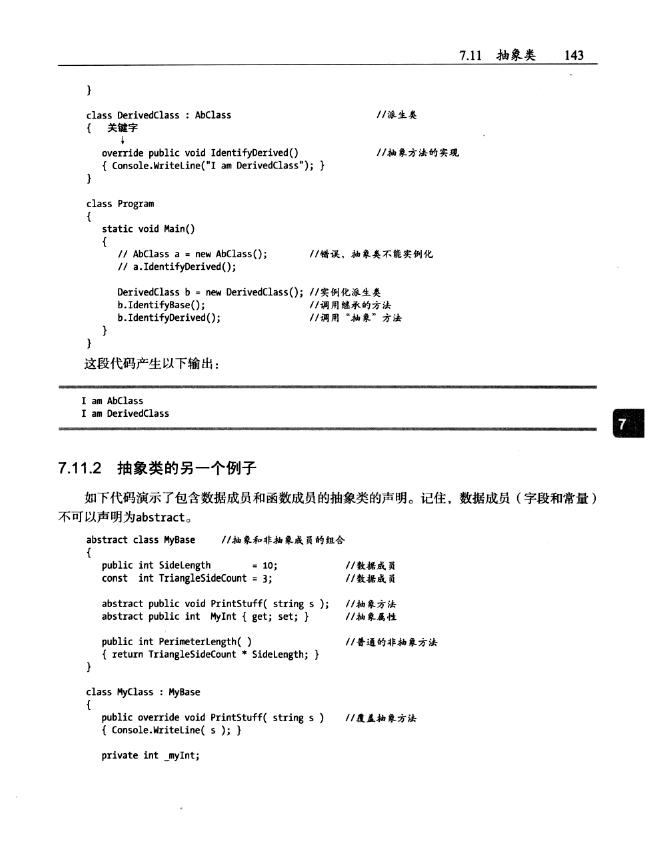 7.11 抽象类 143
}
class DerivedClass : AbClass //派生类
{ 关键字
↓
override public void IdentifyDerived() //抽象方法的实现
{ Console.WriteLine("I am DerivedClass"); }
}
class Program
{
static void Main()
{
// AbClass a = new AbClass(); //错误，抽象类不能实例化
// a.IdentifyDerived();
DerivedClass b = new DerivedClass(); //实例化派生类
b.IdentifyBase(); //调用继承的方法
b.IdentifyDerived(); //调用“抽象”方法
}
}
这段代码产生以下输出：
I am AbClass
I am DerivedClass
7
7.11.2 抽象类的另一个例子
如下代码演示了包含数据成员和函数成员的抽象类的声明。记住，数据成员（字段和常量）
不可以声明为abstract。
abstract class MyBase //抽象和非抽象成员的组合
{
public int SideLength = 10; //数据成员
const int TriangleSideCount = 3; //数据成员
abstract public void PrintStuff( string s ); //抽象方法
abstract public int MyInt { get; set; } //抽象属性
public int PerimeterLength( ) //普通的非抽象方法
{ return TriangleSideCount * SideLength; }
}
class MyClass : MyBase
{
public override void PrintStuff( string s ) //覆盖抽象方法
{ Console.WriteLine( s ); }
private int _myInt;